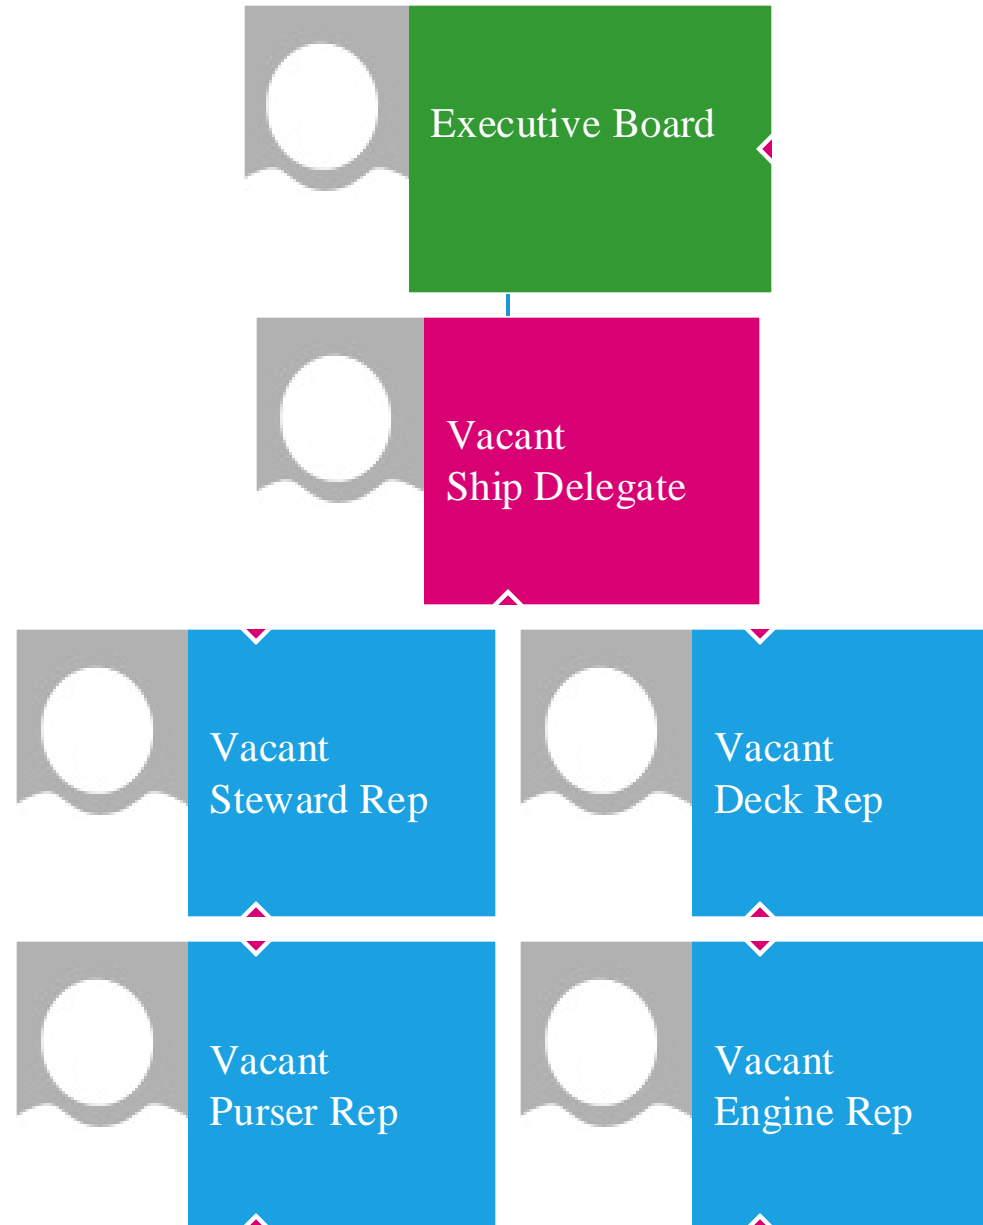 Executive Board
Vacant
Ship Delegate
Vacant
Steward Rep
Vacant
Deck Rep
Vacant
Purser Rep
Vacant
Engine Rep